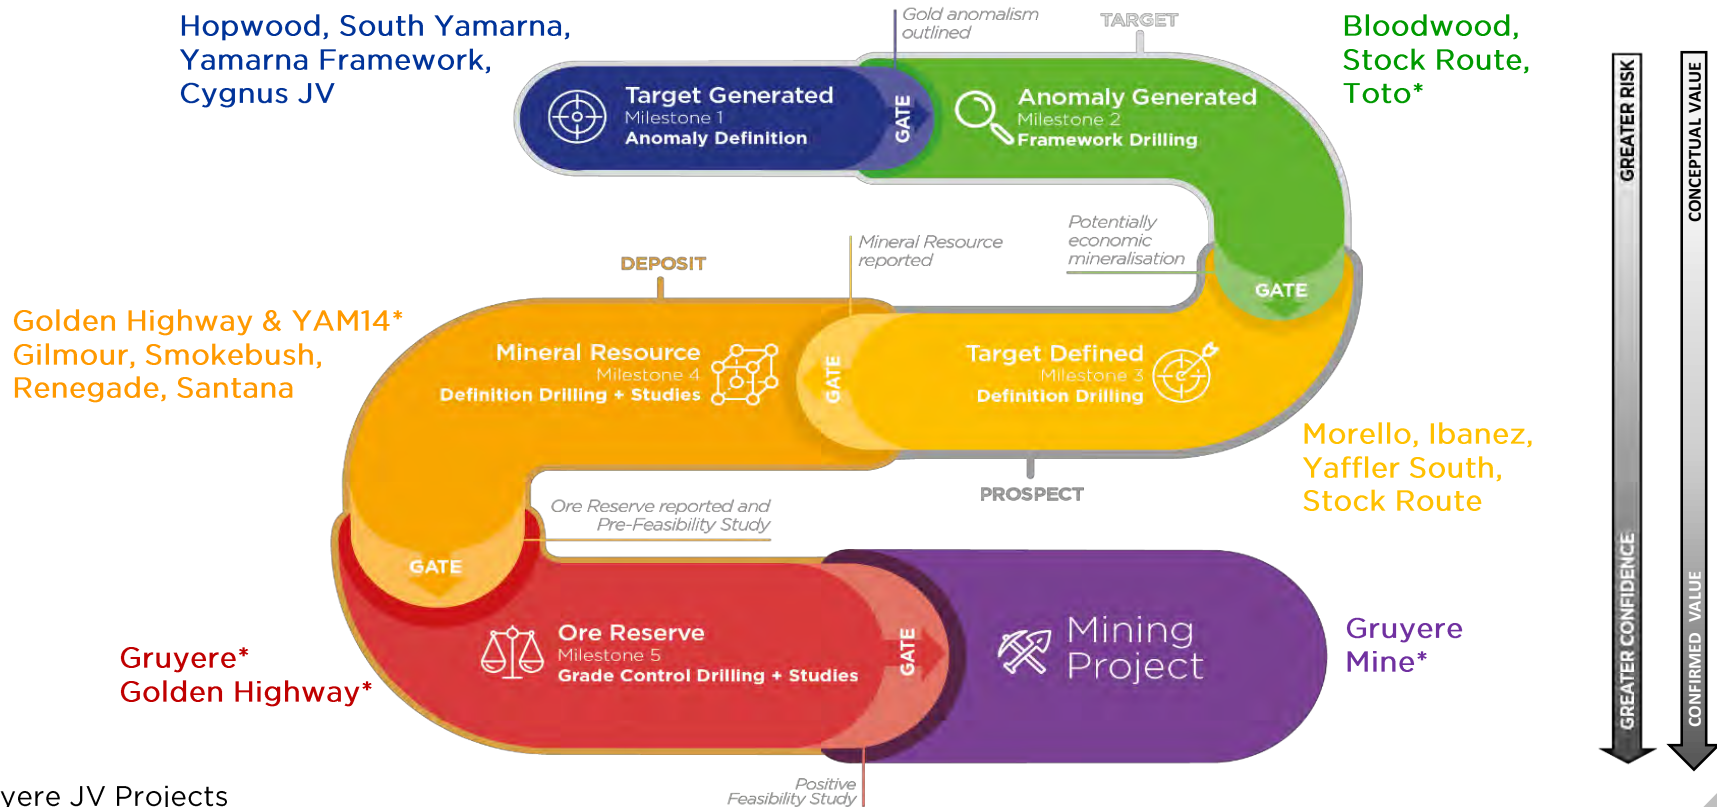 Hopwood, South Yamarna,
Yamarna Framework,
Cygnus JV
Gold anomalism
outlined
TARGET
Bloodwood,
Stock Route,
Toto*
Target Generated
Milestone 1
Anomaly Definition
GATE
Anomaly Generated
Milestone 2
Framework Drilling
GREATER RISK
CONCEPTUAL VALUE
Potentially
economic
mineralisation
GATE
Mineral Resource
reported
DEPOSIT
Golden Highway & YAM14*
Gilmour, Smokebush,
Renegade, Santana
Mineral Resource
Milestone 4
Definition Drilling + Studies
GATE
Target Defined
Milestone 3
Definition Drilling
Morello, Ibanez,
Yaffler South,
Stock Route
PROSPECT
Ore Reserve reported and
Pre-Feasibility Study
GATE
Gruyere*
Golden Highway*
Ore Reserve
Milestone 5
Grade Control Drilling + Studies
GATE
Mining
Project
Gruyere
Mine*
GREATER CONFIDENCE
CONFIRMED VALUE
Positive
Feasibility Study
vere JV Projects